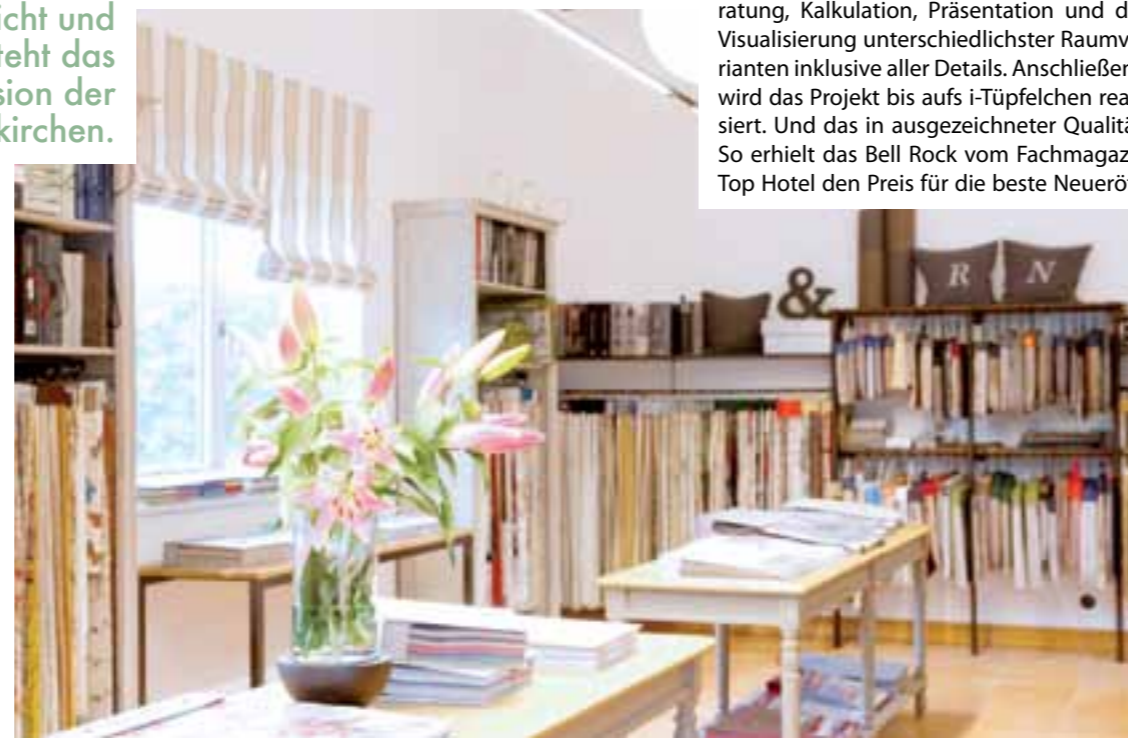 icht und
teht das
sion der
kirchen.
ratung, Kalkulation, Präsentation und d
Visualisierung unterschiedlichster Raumv
rianten inklusive aller Details. Anschließen
wird das Projekt bis aufs i-Tüpfelchen reali
siert. Und das in ausgezeichneter Qualitä
So erhielt das Bell Rock vom Fachmagaz
Top Hotel den Preis für die beste Neueröf
&
R N